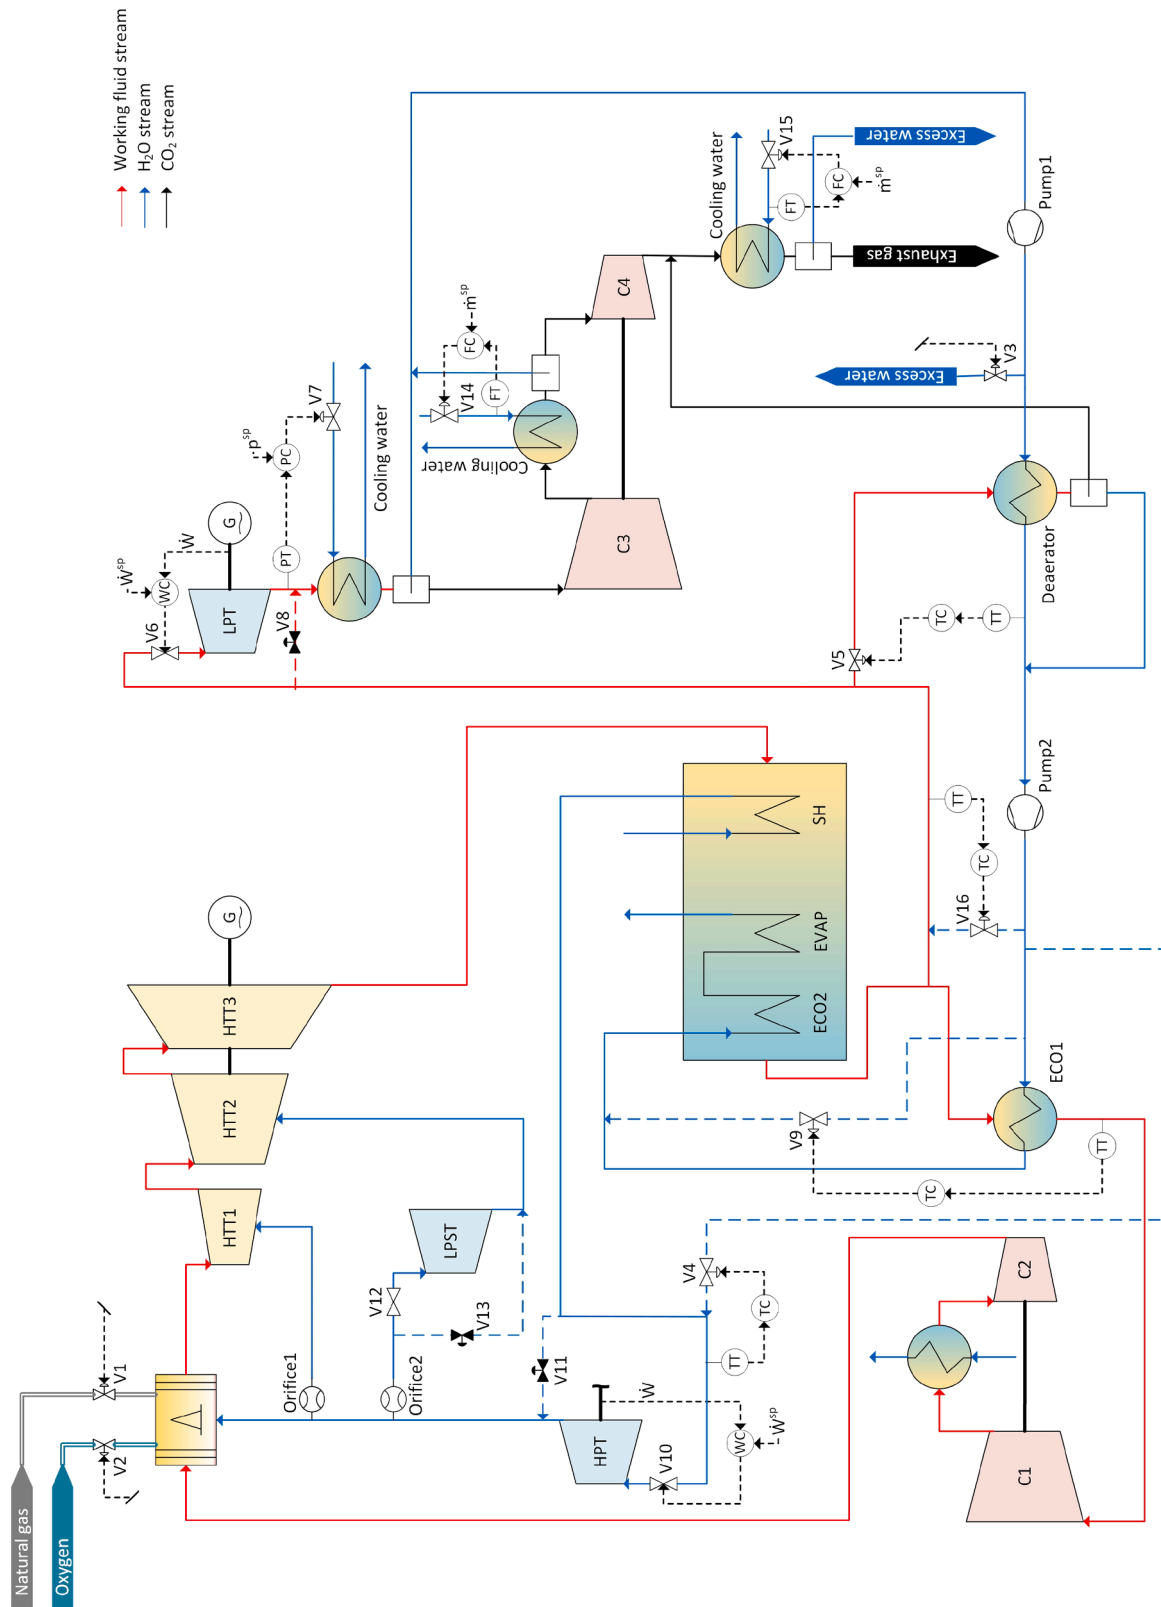 Working fluid stream
H₂O stream
CO₂ stream
Natural gas
Oxygen
V1
V2
HTT1
HTT2
HTT3
G
Orifice1
Orifice2
V12
V13
LPST
V11
HPT
Ẇ
WC
Ẇˢᵖ
V10
V4
TC
TT
C1
C2
V9
TC
TT
ECO1
ECO2
EVAP
SH
V16
TC
TT
Pump2
V5
TC
TT
Deaerator
V3
Excess water
Pump1
V6
WC
Ẇˢᵖ
Ẇ
LPT
G
V8
PT
PC
pˢᵖ
V7
Cooling water
V14
FC
FT
ṁˢᵖ
Cooling water
C3
C4
Cooling water
V15
FT
FC
ṁˢᵖ
Excess water
Exhaust gas